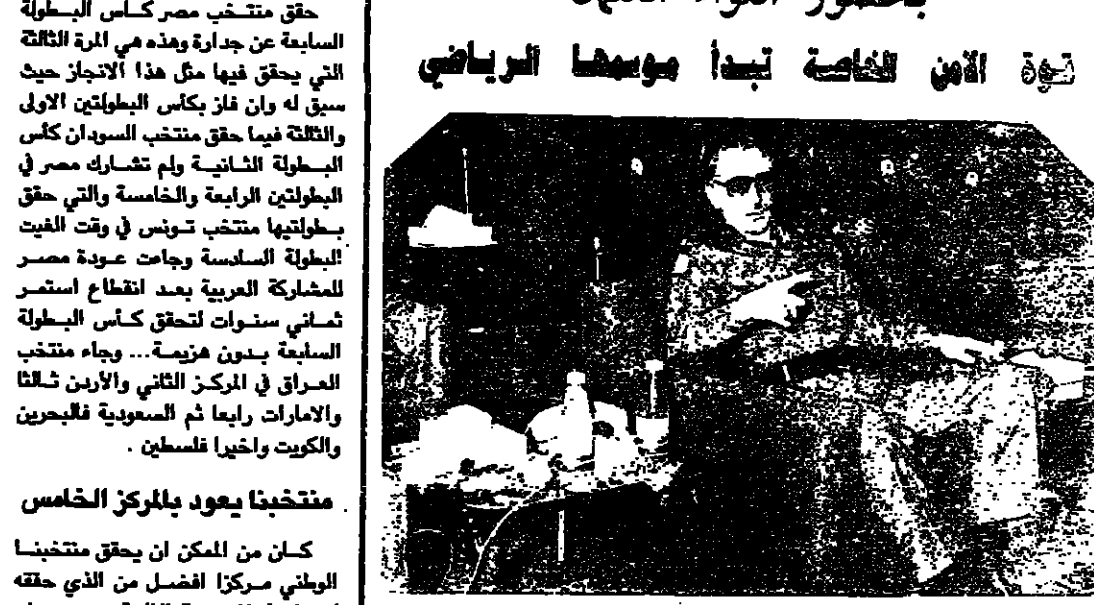 قوة الأمن الخاصة تبدأ موسمها الرياضي
حقق منتخب مصر كأس البطولة
السابعة عن جدارة وهذه هي المرة الثالثة
التي يحقق فيها مثل هذا الانجاز حيث
سبق له وان فاز بكأس البطولتين الاولى
والثالثة فيما حقق منتخب السودان كأس
البطولة الثانية ولم تشارك مصر في
البطولتين الرابعة والخامسة والتي حقق
بطولتيها منتخب تونس في وقت الغيت
البطولة السادسة وجاءت عودة مصر
للمشاركة العربية بعد انقطاع استمر
ثماني سنوات لتحقق كأس البطولة
السابعة بدون هزيمة... وجاء منتخب
العراق في المركز الثاني والأردن ثالثا
والامارات رابعا ثم السعودية فالبحرين
والكويت واخيرا فلسطين .
منتخبنا يعود بالمركز الخامس
كان من الممكن ان يحقق منتخبنا
الوطني مركزا افضل من الذي حققه